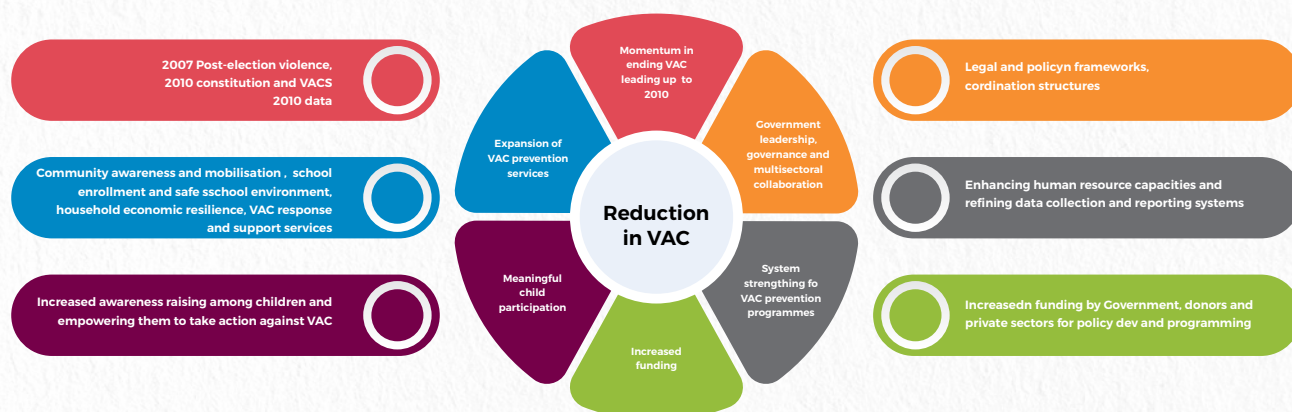 2007 Post-election violence,
2010 constitution and VACS
2010 data
Community awareness and mobilisation , school
enrollment and safe sschool environment,
household economic resilience, VAC response
and support services
Increased awareness raising among children and
empowering them to take action against VAC
Momentum in
ending VAC
leading up to
2010
Expansion of
VAC prevention
services
Government
leadership,
governance and
multisectoral
collaboration
Reduction
in VAC
Meaningful
child
participation
System
strengthing fo
VAC prevention
programmes
Increased
funding
Legal and policyn frameworks,
cordination structures
Enhancing human resource capacities and
refining data collection and reporting systems
Increasedn funding by Government, donors and
private sectors for policy dev and programming